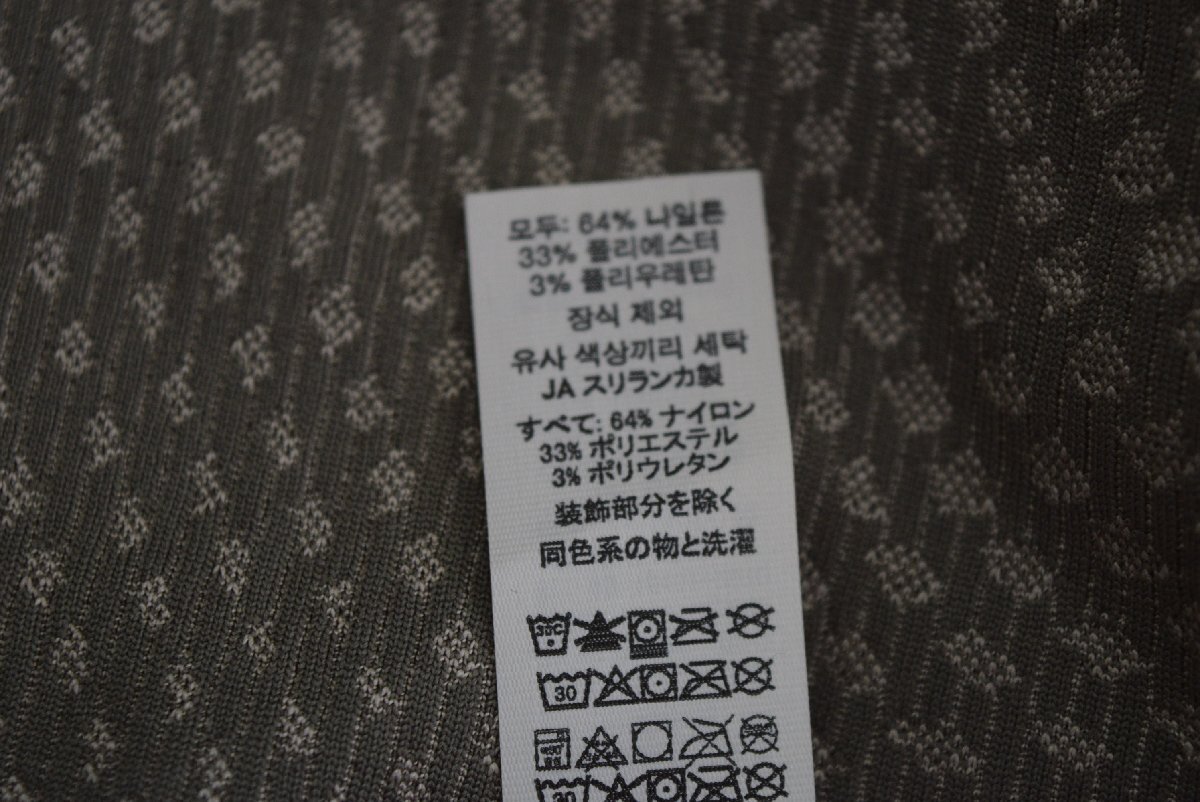 모두: 64% 나일론
33% 폴리에스터
3% 폴리우레탄
장식 제외
유사 색상끼리 세탁
JA スリランカ製
すべて: 64% ナイロン
33% ポリエステル
3% ポリウレタン
装飾部分を除く
同色系の物と洗濯
30C
30
30